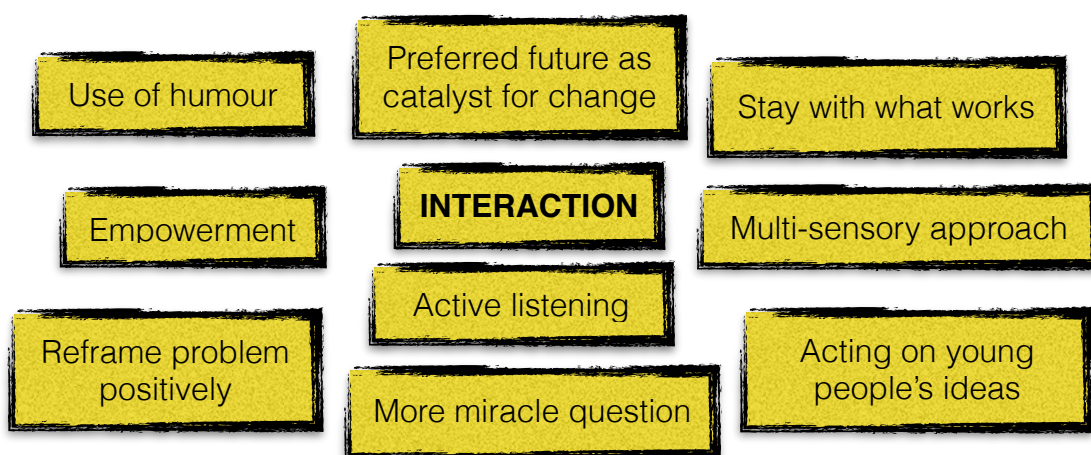 Use of humour
Preferred future as
catalyst for change
Stay with what works
Empowerment
INTERACTION
Multi-sensory approach
Active listening
Reframe problem
positively
More miracle question
Acting on young
people's ideas